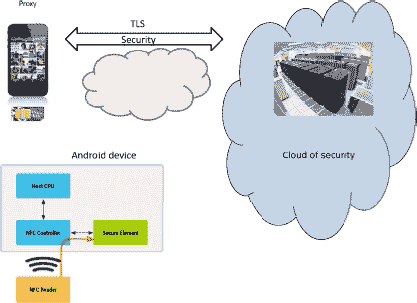 Proxy
TLS
Security
Cloud of security
Android device
Host CPU
NFC Controller
Secure Element
NFC Reader